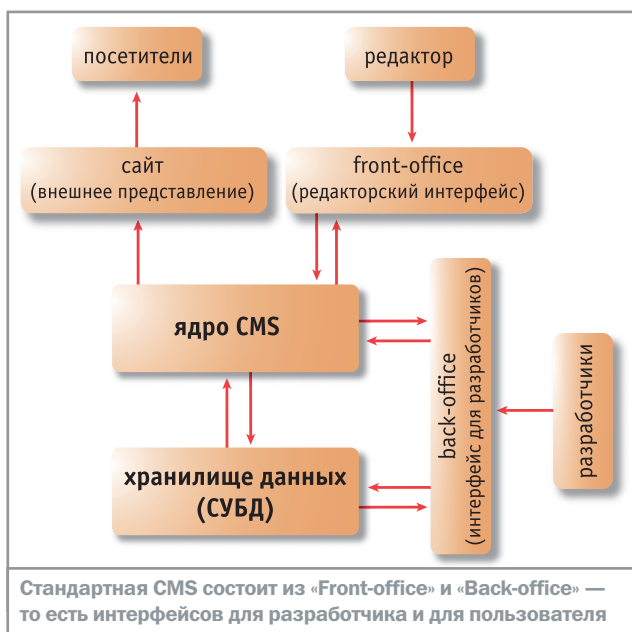 посетители
редактор
сайт
(внешнее представление)
front-office
(редакторский интерфейс)
ядро CMS
back-office
(интерфейс для разработчиков)
разработчики
хранилище данных
(СУБД)
Стандартная CMS состоит из «Front-office» и «Back-office» —
то есть интерфейсов для разработчика и для пользователя